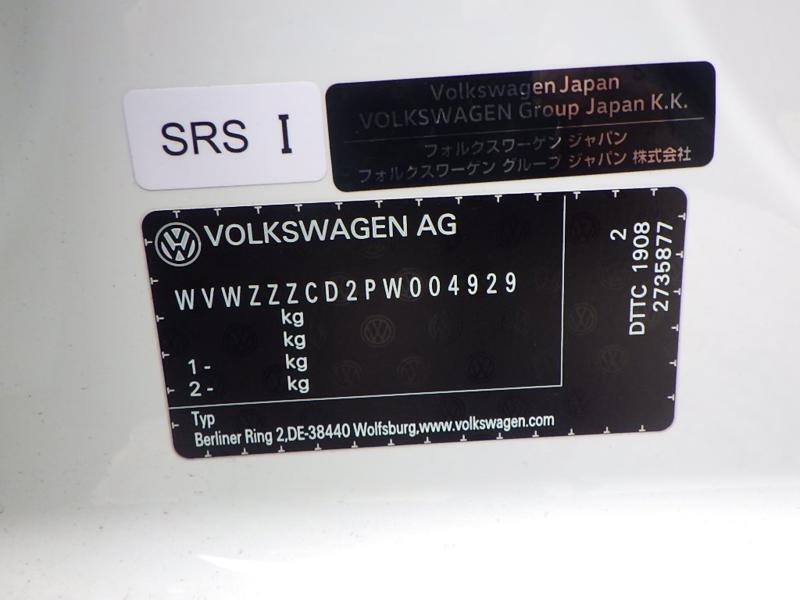 SRS I
Volkswagen Japan
VOLKSWAGEN Group Japan K.K.
フォルクスワーゲン ジャパン
フォルクスワーゲン グループ ジャパン 株式会社
VOLKSWAGEN AG
WVWZZZCD2PW004929
kg
kg
1- kg
2- kg
Typ
Berliner Ring 2,DE-38440 Wolfsburg,www.volkswagen.com
2
DTTC 1908
2735877